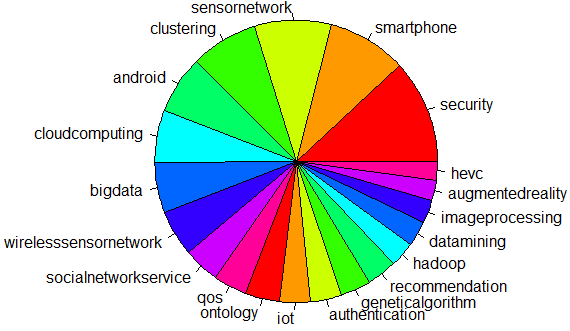 sensornetwork
smartphone
clustering
android
security
cloudcomputing
hevc
bigdata
augmentedreality
imageprocessing
wirelesssensornetwork
datamining
hadoop
socialnetworkservice
recommendation
qos
geneticalgorithm
ontology
authentication
iot